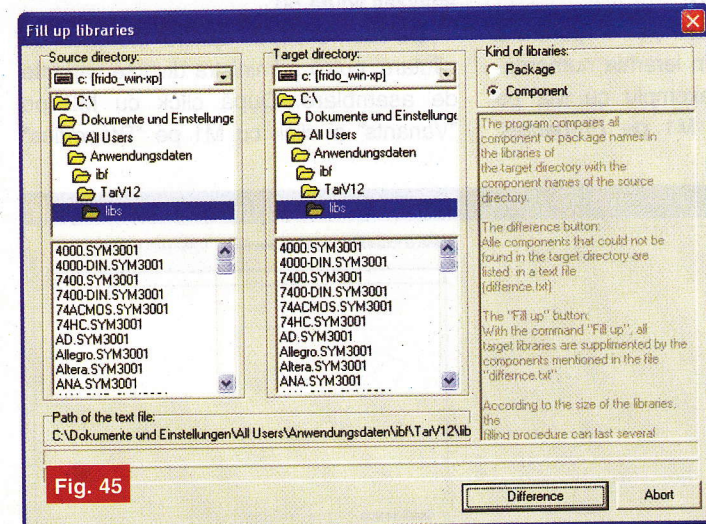 Fill up libraries
Source directory:
c: [frido_win-xp]
C:\
Dokumente und Einstellunge
All Users
Anwendungsdaten
ibf
TarV12
libs
4000.SYM3001
4000-DIN.SYM3001
7400.SYM3001
7400-DIN.SYM3001
74ACMOS.SYM3001
74HC.SYM3001
AD.SYM3001
Allegro.SYM3001
Altera.SYM3001
ANA.SYM3001
Target directory:
c: [frido_win-xp]
C:\
Dokumente und Einstellunge
All Users
Anwendungsdaten
ibf
TarV12
libs
4000.SYM3001
4000-DIN.SYM3001
7400.SYM3001
7400-DIN.SYM3001
74ACMOS.SYM3001
74HC.SYM3001
AD.SYM3001
Allegro.SYM3001
Altera.SYM3001
ANA.SYM3001
Kind of libraries:
Package
Component
The program compares all
component or package names in
the libraries of
the target directory with the
component names of the source
directory.
The difference button:
Alle components that could not be
found in the target directory are
listed in a text file
(differnce.txt)
The "Fill up" button:
With the command "Fill up", all
target libraries are supplimented by the
components mentioned in the file
"differnce.txt".
According to the size of the libraries,
the
filling procedure can last several
Path of the text file:
C:\Dokumente und Einstellungen\All Users\Anwendungsdaten\ibf\TarV12\lib
Fig. 45
Difference
Abort